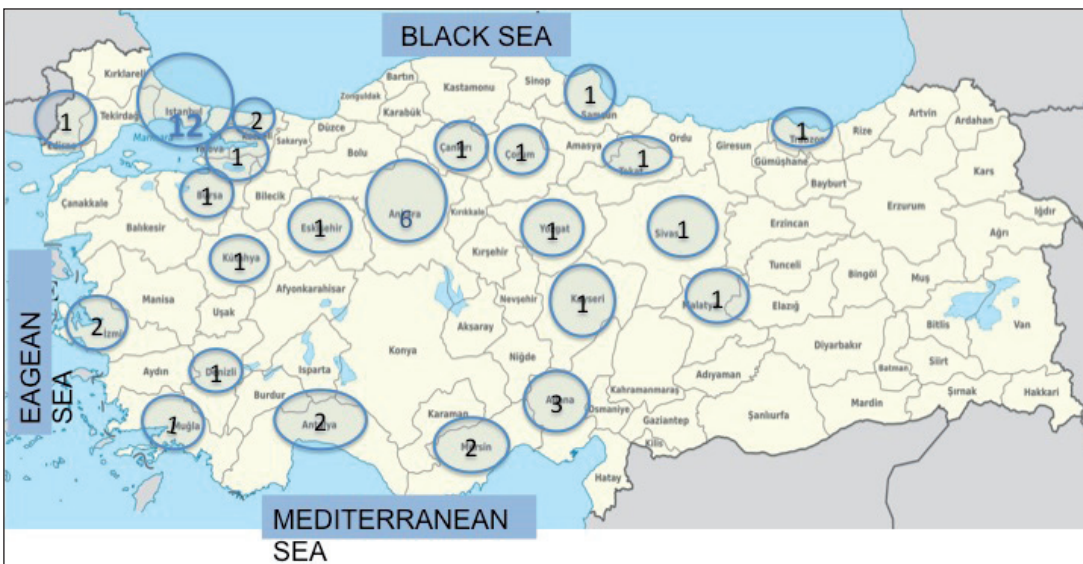 BLACK SEA
Kırklareli
Bartın
Kastamonu
Sinop
Artvin
Ardahan
Zonguldak
Karabük
1
Samsun
1
Edirne
Tekirdağ
Istanbul
12
2
Düzce
Sakarya
Bolu
Çankırı
1
Çorum
1
Amasya
Ordu
Giresun
Trabzon
1
Rize
Yalova
1
Tokat
1
Gümüşhane
Bayburt
Kars
Çanakkale
Bursa
1
Bilecik
Eskişehir
1
Ankara
6
Kırıkkale
Yozgat
1
Sivas
1
Erzincan
Erzurum
Iğdır
Ağrı
Balıkesir
Kütahya
1
Kırşehir
Tunceli
Bingöl
Muş
Manisa
Uşak
Afyonkarahisar
Nevşehir
Kayseri
1
Malatya
1
Elazığ
Bitlis
Van
EAGEAN
SEA
2
İzmir
Aksaray
Konya
Niğde
Diyarbakır
Batman
Siirt
Aydın
Denizli
1
Isparta
Burdur
Adıyaman
Kahramanmaraş
Şırnak
Hakkari
Muğla
1
Antalya
2
Karaman
Mersin
2
Adana
3
Osmaniye
Gaziantep
Kilis
Şanlıurfa
Mardin
Hatay
MEDITERRANEAN
SEA